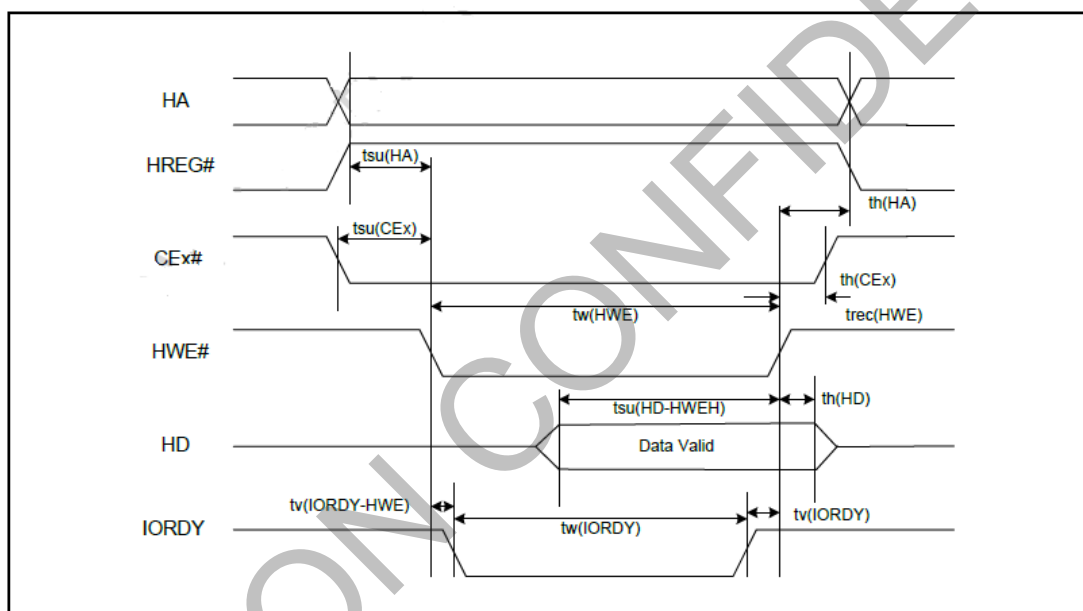 HA
HREG#
tsu(HA)
th(HA)
tsu(CEx)
CEx#
th(CEx)
tw(HWE)
trec(HWE)
HWE#
tsu(HD-HWEH)
th(HD)
HD
Data Valid
tv(IORDY-HWE)
tw(IORDY)
tv(IORDY)
IORDY
ON CONFIDE